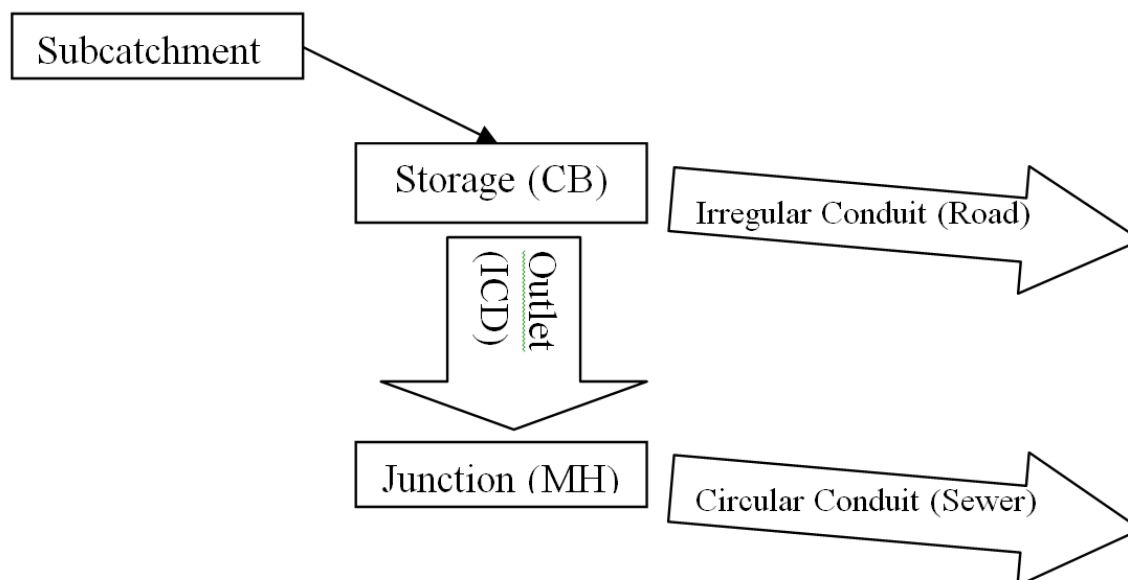 Subcatchment
Storage (CB)
Irregular Conduit (Road)
Outlet
(ICD)
Junction (MH)
Circular Conduit (Sewer)